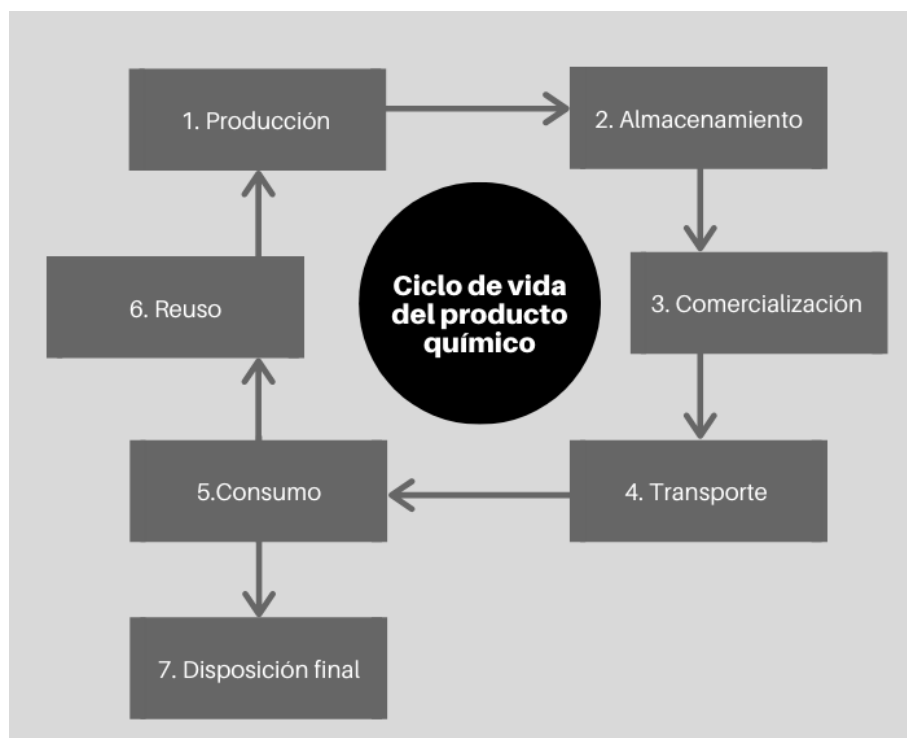 1. Producción
2. Almacenamiento
Ciclo de vida
del producto
químico
3. Comercialización
6. Reuso
5.Consumo
4. Transporte
7. Disposición final